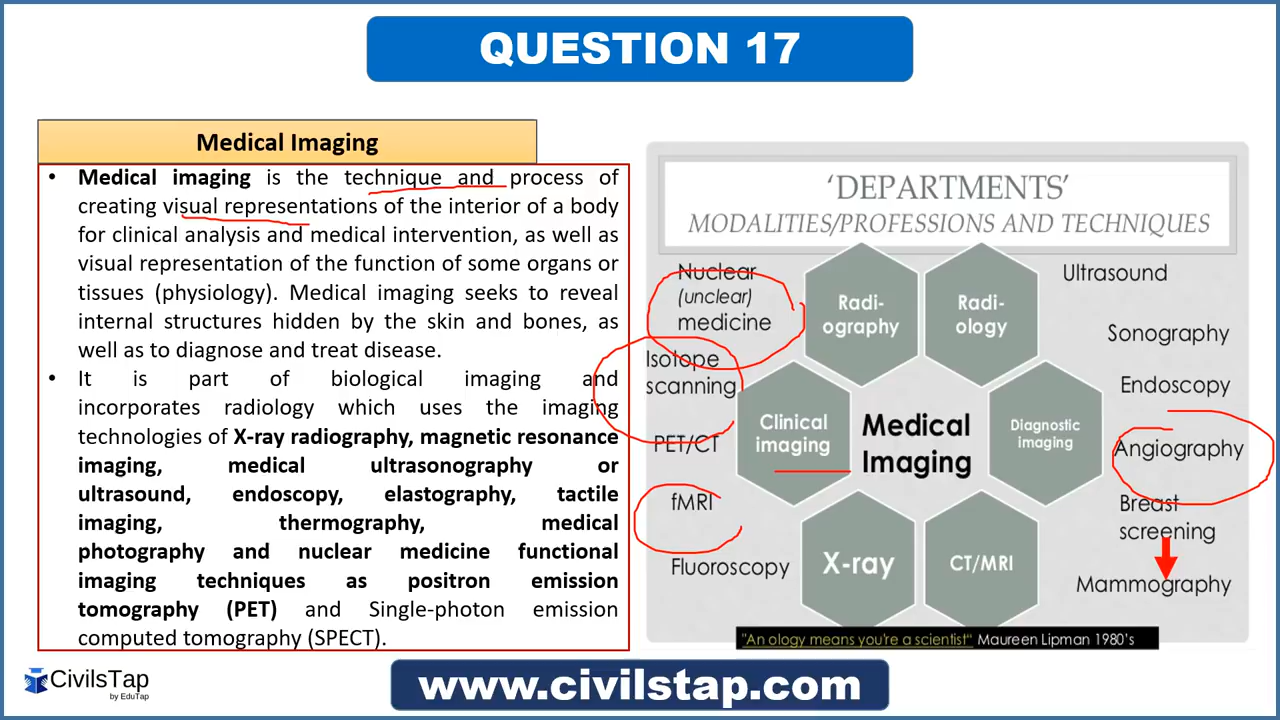 QUESTION 17
Medical Imaging
• Medical imaging is the technique and process of
creating visual representations of the interior of a body
for clinical analysis and medical intervention, as well as
visual representation of the function of some organs or
tissues (physiology). Medical imaging seeks to reveal
internal structures hidden by the skin and bones, as
well as to diagnose and treat disease.
• It is part of biological imaging and
incorporates radiology which uses the imaging
technologies of X-ray radiography, magnetic resonance
imaging, medical ultrasonography or
ultrasound, endoscopy, elastography, tactile
imaging, thermography, medical
photography and nuclear medicine functional
imaging techniques as positron emission
tomography (PET) and Single-photon emission
computed tomography (SPECT).
‘DEPARTMENTS’
MODALITIES/PROFESSIONS AND TECHNIQUES
Nuclear
(unclear)
medicine
Isotope
scanning
PET/CT
fMRI
Fluoroscopy
Radi-
ography
Radi-
ology
Clinical
imaging
Medical
Imaging
Diagnostic
imaging
X-ray
CT/MRI
Ultrasound
Sonography
Endoscopy
Angiography
Breast
screening
Mammography
"An ology means you're a scientist" Maureen Lipman 1980's
CivilsTap
by EduTap
www.civilstap.com